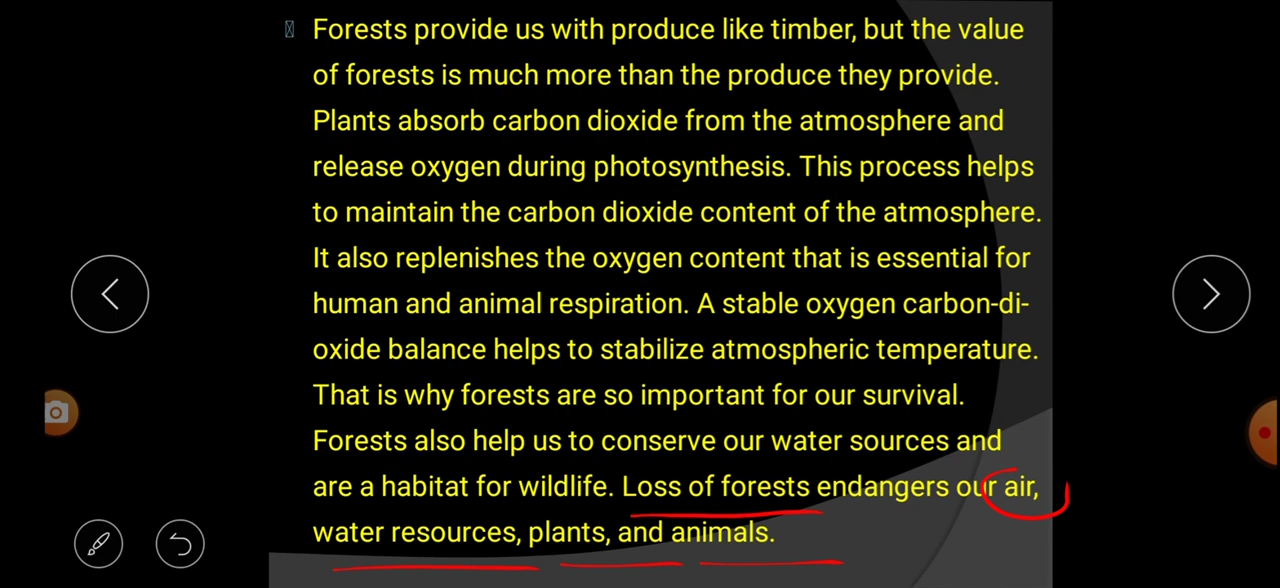 Forests provide us with produce like timber, but the value
of forests is much more than the produce they provide.
Plants absorb carbon dioxide from the atmosphere and
release oxygen during photosynthesis. This process helps
to maintain the carbon dioxide content of the atmosphere.
It also replenishes the oxygen content that is essential for
human and animal respiration. A stable oxygen carbon-di-
oxide balance helps to stabilize atmospheric temperature.
That is why forests are so important for our survival.
Forests also help us to conserve our water sources and
are a habitat for wildlife. Loss of forests endangers our air,
water resources, plants, and animals.